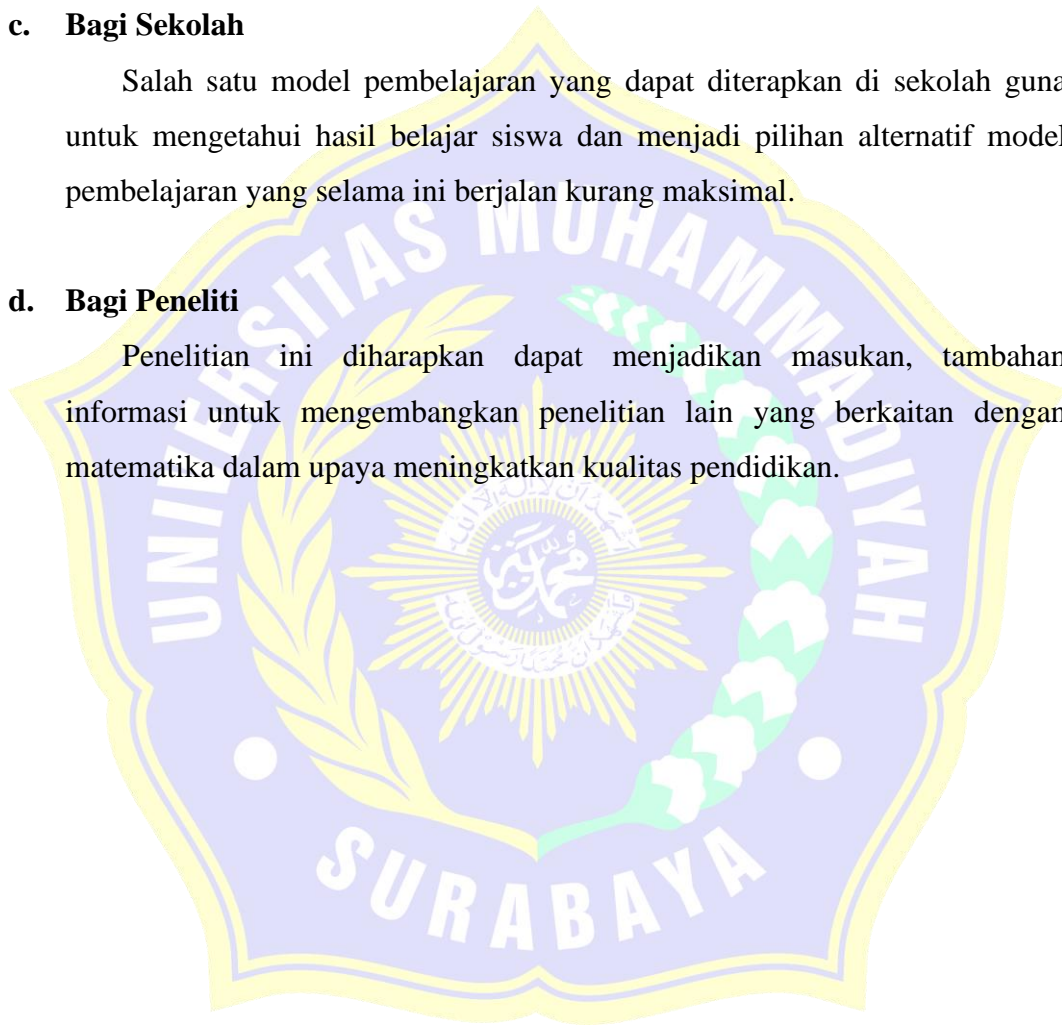 c. Bagi Sekolah
Salah satu model pembelajaran yang dapat diterapkan di sekolah guna
untuk mengetahui hasil belajar siswa dan menjadi pilihan alternatif model
pembelajaran yang selama ini berjalan kurang maksimal.
d. Bagi Peneliti
Penelitian ini diharapkan dapat menjadikan masukan, tambahan
informasi untuk mengembangkan penelitian lain yang berkaitan dengan
matematika dalam upaya meningkatkan kualitas pendidikan.
UNIVERSITAS MUHAMMADIYAH
SURABAYA